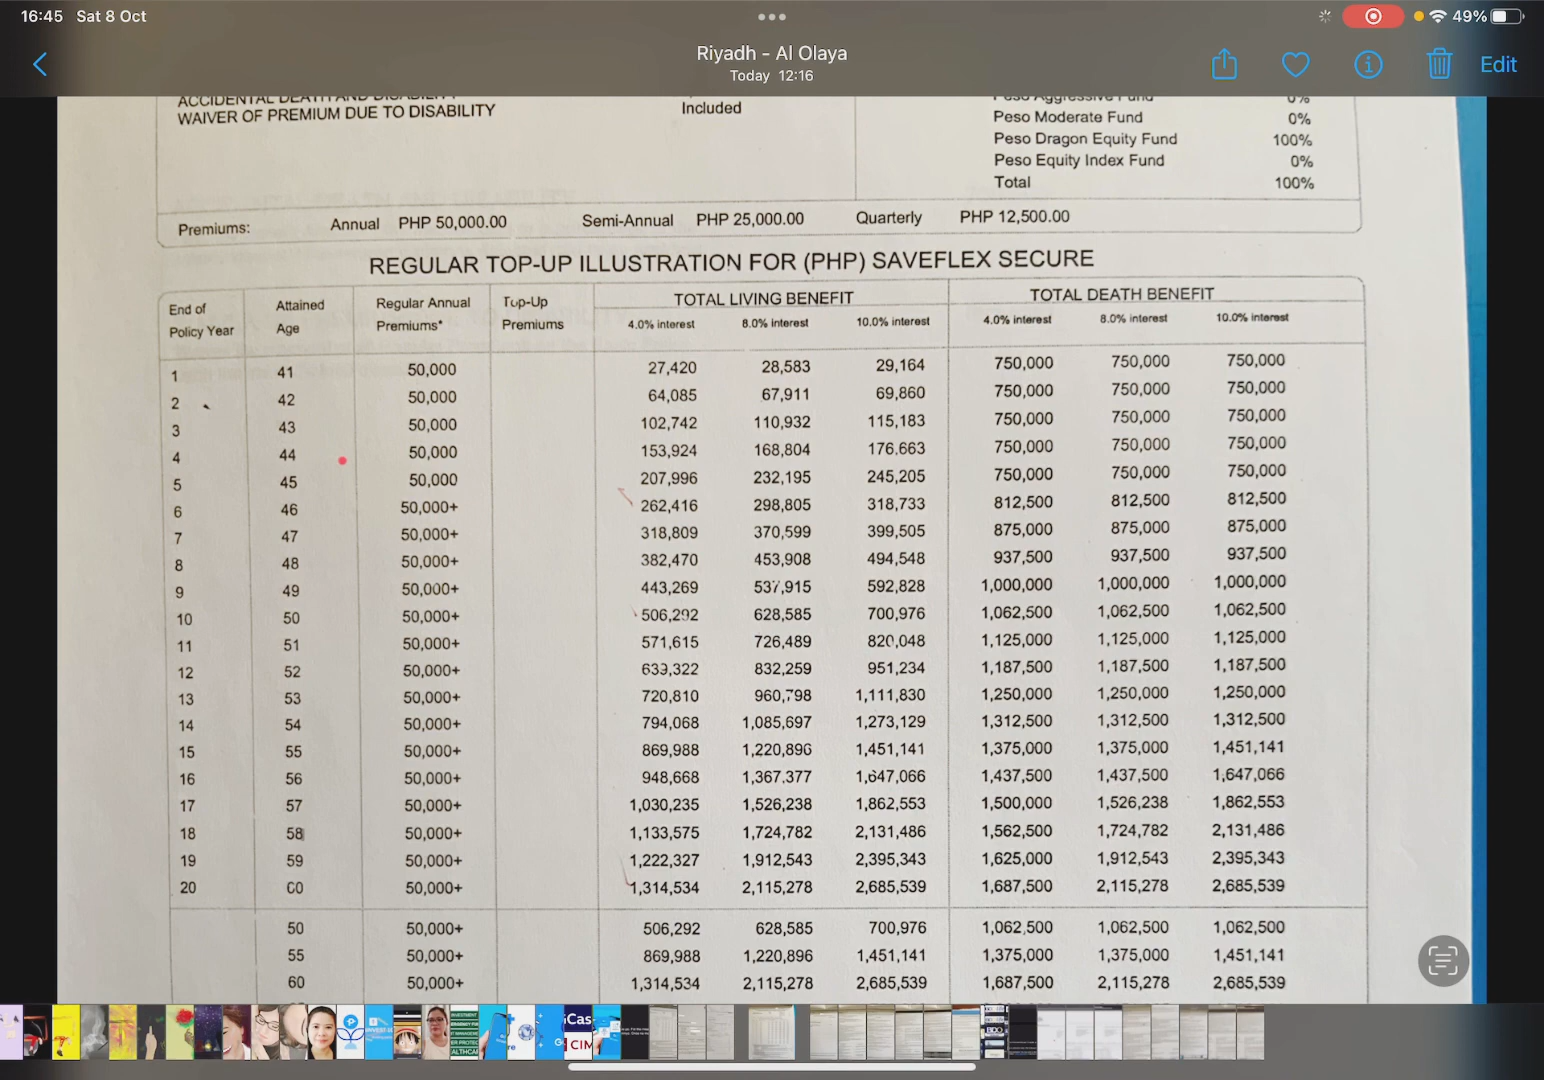 16:45 Sat 8 Oct
49%
Riyadh - Al Olaya
Today 12:16
Edit
ACCIDENTAL DEATH AND DISABILITY
WAIVER OF PREMIUM DUE TO DISABILITY Included
Peso Aggressive Fund 0%
Peso Moderate Fund 0%
Peso Dragon Equity Fund 100%
Peso Equity Index Fund 0%
Total 100%
Premiums: Annual PHP 50,000.00 Semi-Annual PHP 25,000.00 Quarterly PHP 12,500.00
REGULAR TOP-UP ILLUSTRATION FOR (PHP) SAVEFLEX SECURE
End of Policy Year Attained Age Regular Annual Premiums* Top-Up Premiums TOTAL LIVING BENEFIT TOTAL DEATH BENEFIT
4.0% interest 8.0% interest 10.0% interest 4.0% interest 8.0% interest 10.0% interest
1 41 50,000 27,420 28,583 29,164 750,000 750,000 750,000
2 42 50,000 64,085 67,911 69,860 750,000 750,000 750,000
3 43 50,000 102,742 110,932 115,183 750,000 750,000 750,000
4 44 50,000 153,924 168,804 176.663 750,000 750,000 750,000
5 45 50,000 207,996 232,195 245,205 750,000 750,000 750,000
6 46 50,000+ 262,416 298,805 318,733 812,500 812,500 812,500
7 47 50,000+ 318,809 370,599 399,505 875,000 875,000 875,000
8 48 50,000+ 382,470 453,908 494,548 937,500 937,500 937,500
9 49 50,000+ 443,269 537,915 592,828 1,000,000 1,000,000 1,000,000
10 50 50,000+ 506,292 628,585 700,976 1,062,500 1,062,500 1,062,500
11 51 50,000+ 571,615 726,489 820,048 1,125,000 1,125,000 1,125,000
12 52 50,000+ 633,322 832,259 951,234 1,187,500 1,187,500 1,187,500
13 53 50,000+ 720,810 960,798 1,111,830 1,250,000 1,250,000 1,250,000
14 54 50,000+ 794,068 1,085,697 1,273,129 1,312,500 1,312,500 1,312,500
15 55 50,000+ 869,988 1,220,896 1,451,141 1,375,000 1,375,000 1,451,141
16 56 50,000+ 948,668 1,367,377 1,647,066 1,437,500 1,437,500 1,647,066
17 57 50,000+ 1,030,235 1,526,238 1,862,553 1,500,000 1,526,238 1,862,553
18 58 50,000+ 1,133,575 1,724,782 2,131,486 1,562,500 1,724,782 2,131,486
19 59 50,000+ 1,222,327 1,912,543 2,395,343 1,625,000 1,912,543 2,395,343
20 60 50,000+ 1,314,534 2,115,278 2,685,539 1,687,500 2,115,278 2,685,539
50 50,000+ 506,292 628,585 700,976 1,062,500 1,062,500 1,062,500
55 50,000+ 869,988 1,220,896 1,451,141 1,375,000 1,375,000 1,451,141
60 50,000+ 1,314,534 2,115,278 2,685,539 1,687,500 2,115,278 2,685,539